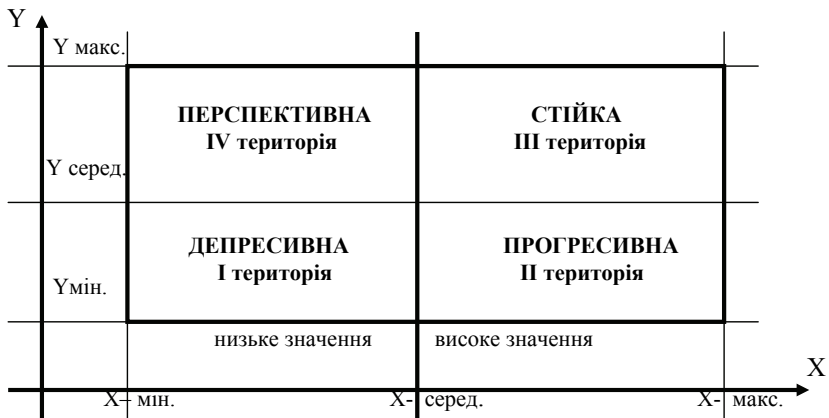 Y
Y макс.
ПЕРСПЕКТИВНА
IV територія
СТІЙКА
III територія
Y серед.
ДЕПРЕСИВНА
I територія
ПРОГРЕСИВНА
II територія
Yмін.
низьке значення
високе значення
X
X– мін.
X- серед.
X- макс.